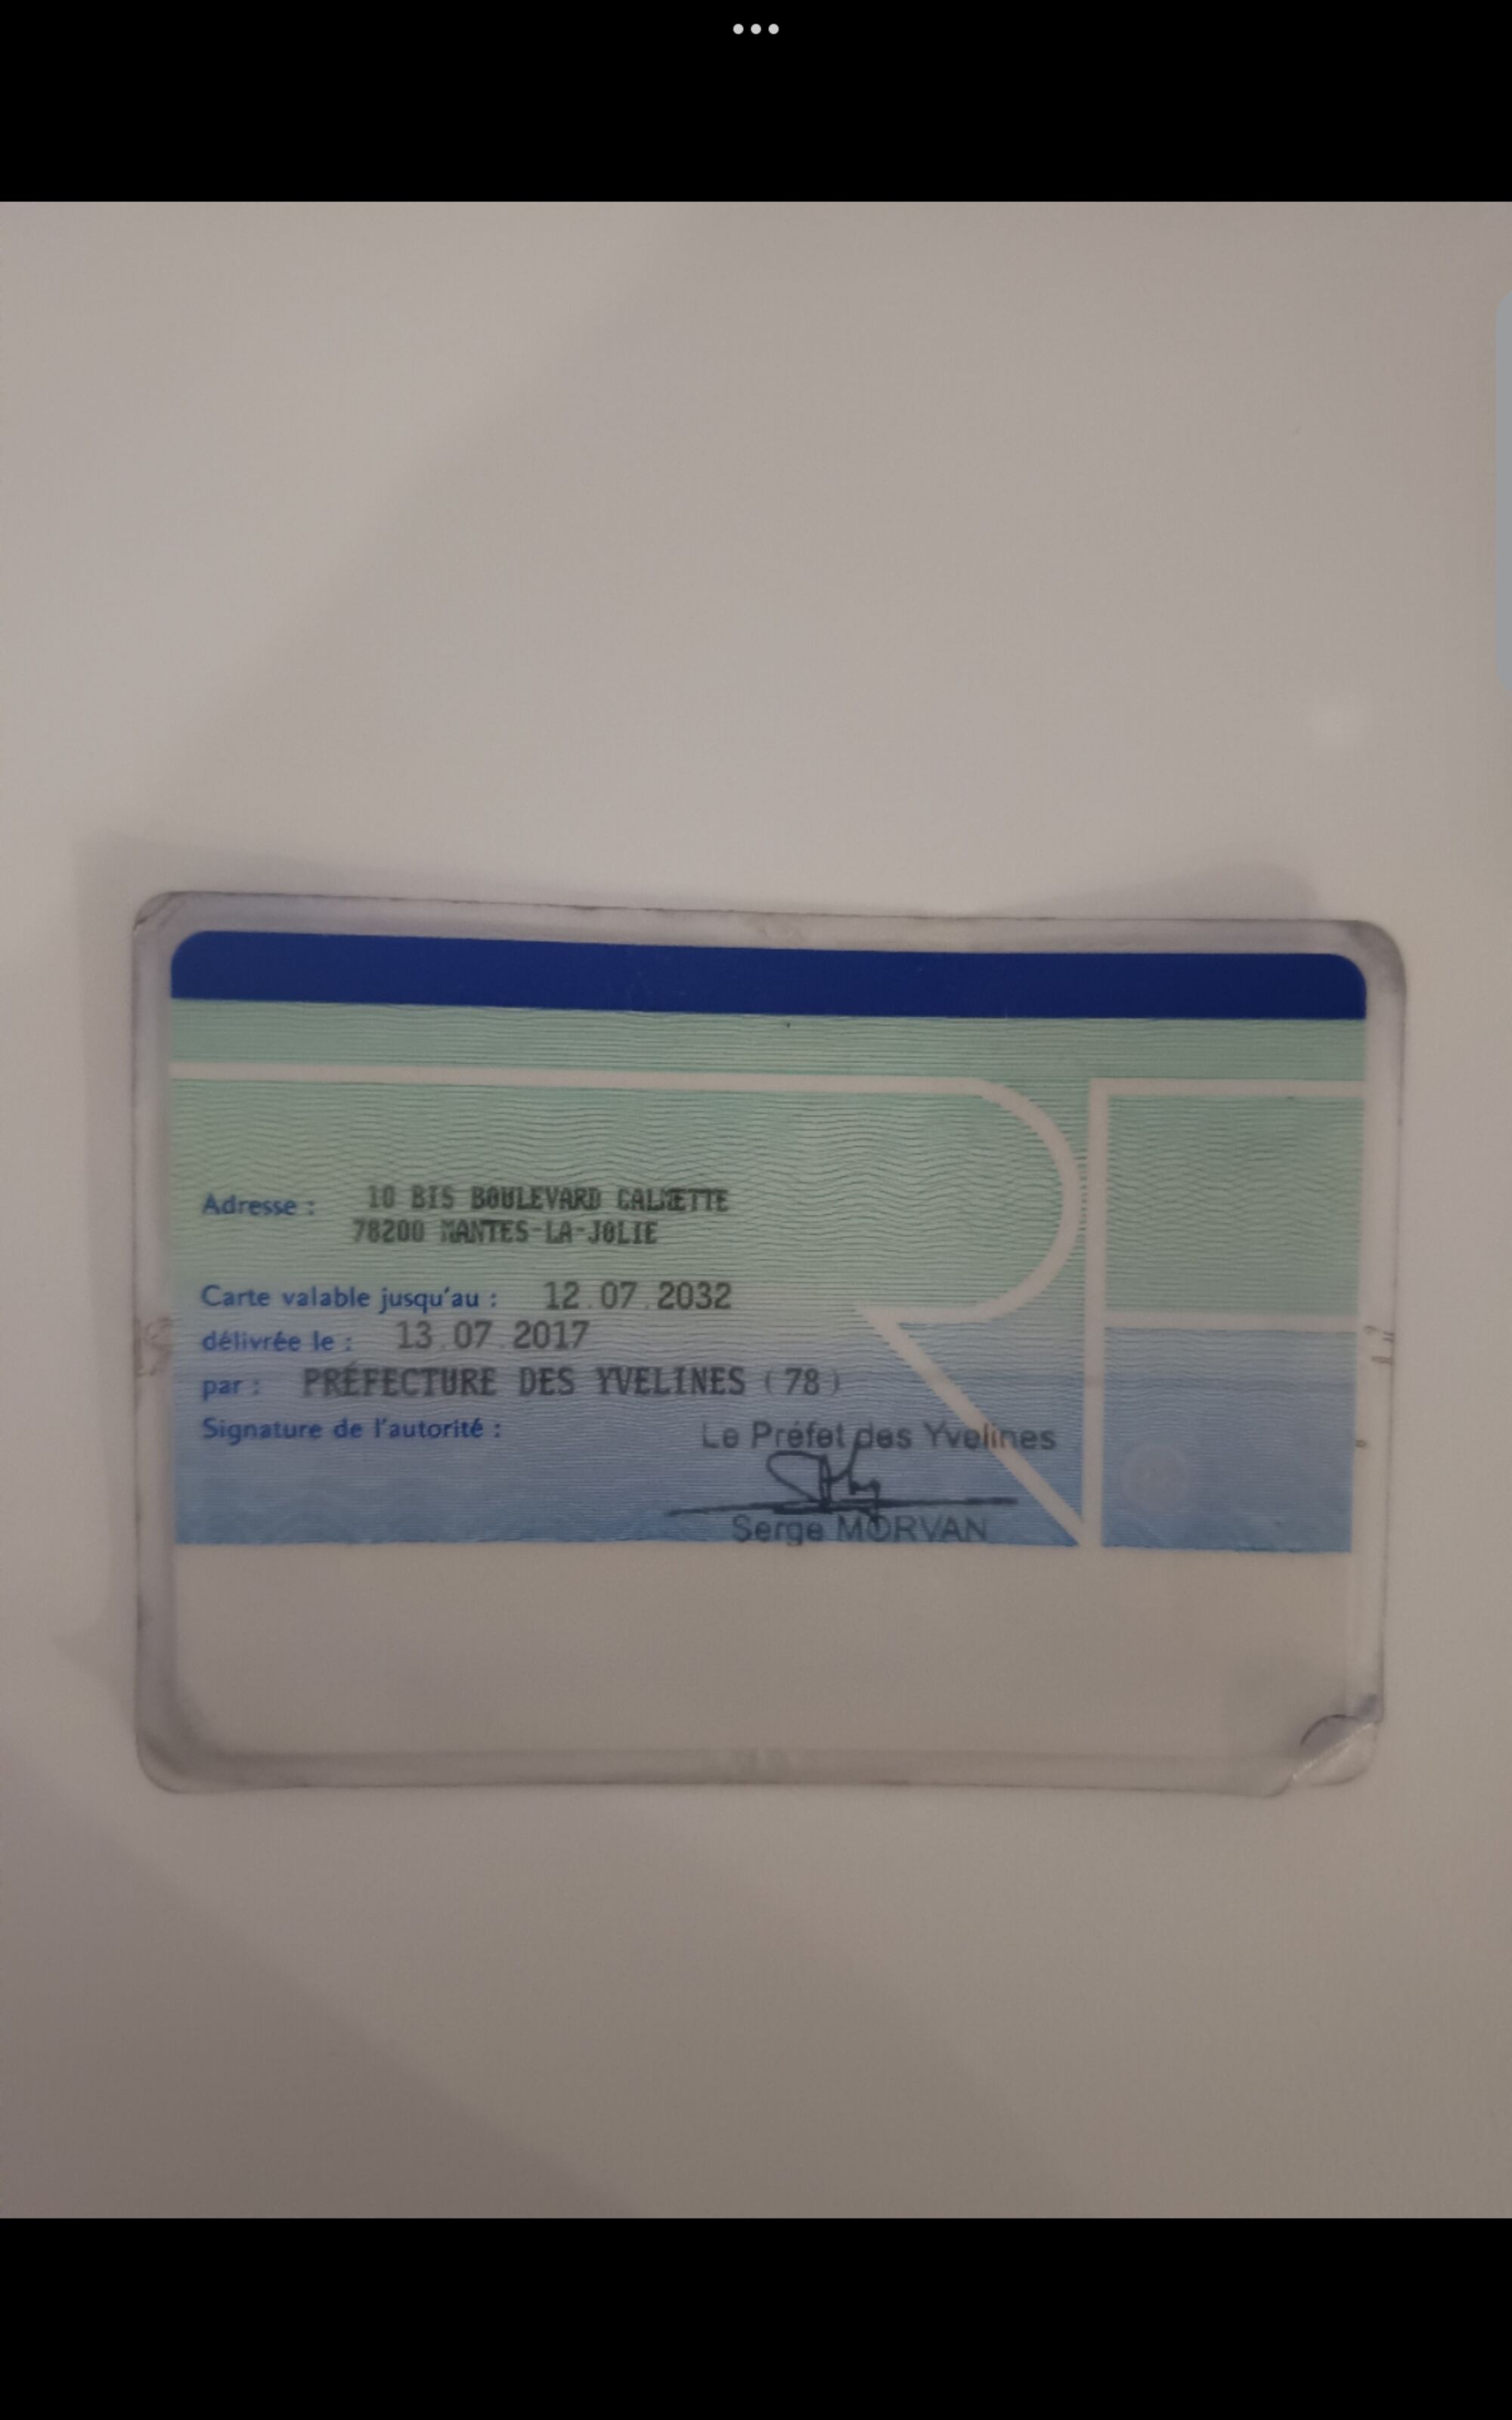 Adresse : 10 BIS BOULEVARD CALMETTE
78200 MANTES-LA-JOLIE
Carte valable jusqu'au : 12.07.2032
délivrée le : 13.07.2017
par : PRÉFECTURE DES YVELINES (78)
Signature de l'autorité :
Le Préfet des Yvelines
Serge MORVAN